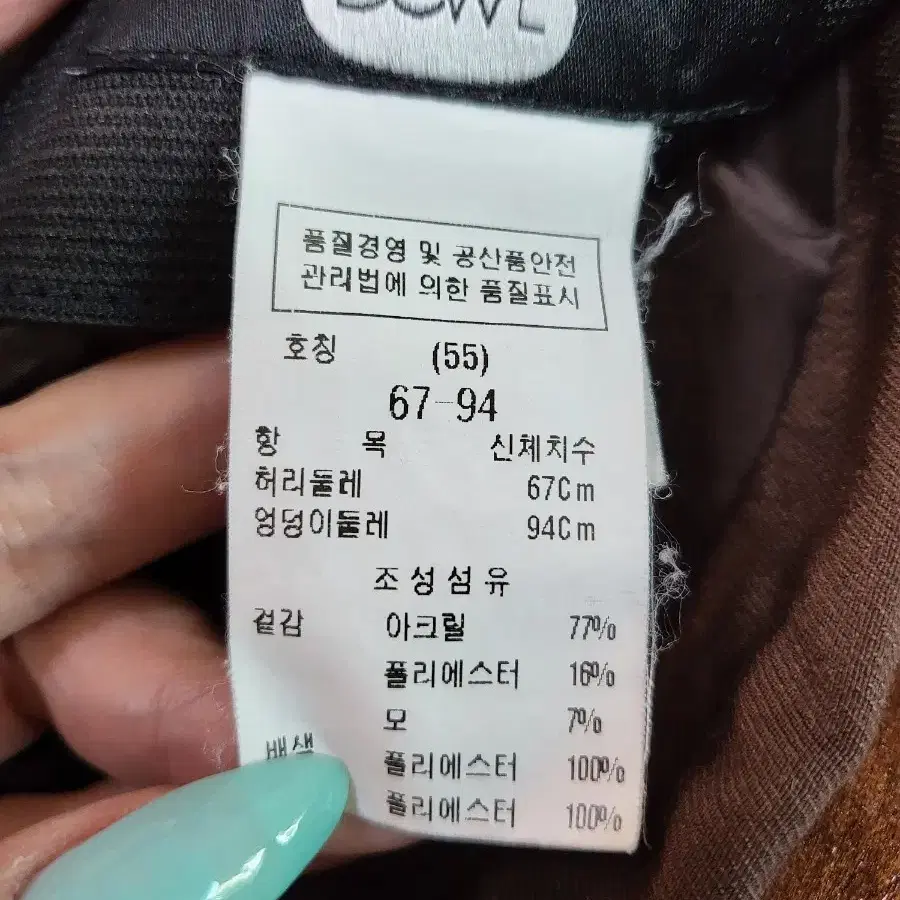 품질경영 및 공산품안전
관리법에 의한 품질표시
호칭 (55)
67-94
항 목 신체치수
허리둘레 67Cm
엉덩이둘레 94Cm
조성섬유
겉감 아크릴 77%
폴리에스터 16%
모 7%
배색 폴리에스터 100%
폴리에스터 100%